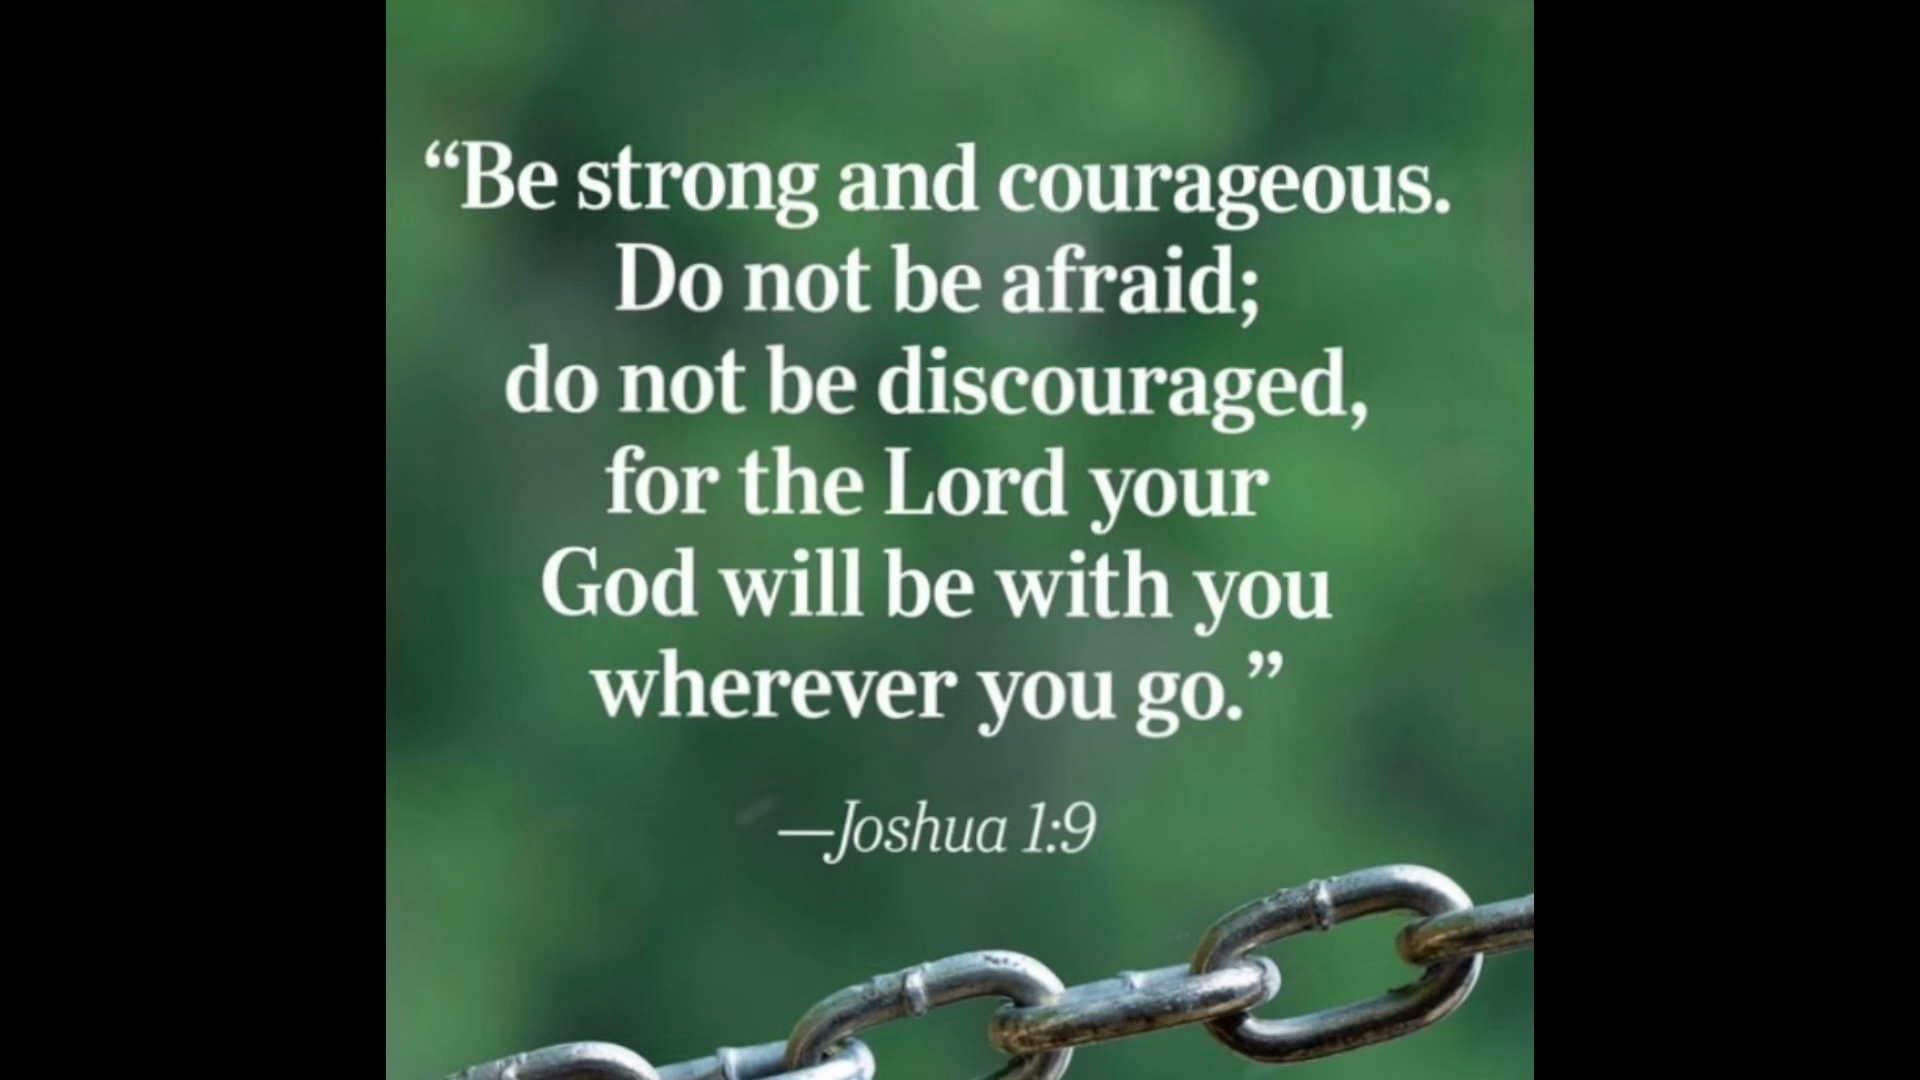 “Be strong and courageous.
Do not be afraid;
do not be discouraged,
for the Lord your
God will be with you
wherever you go.”
—Joshua 1:9